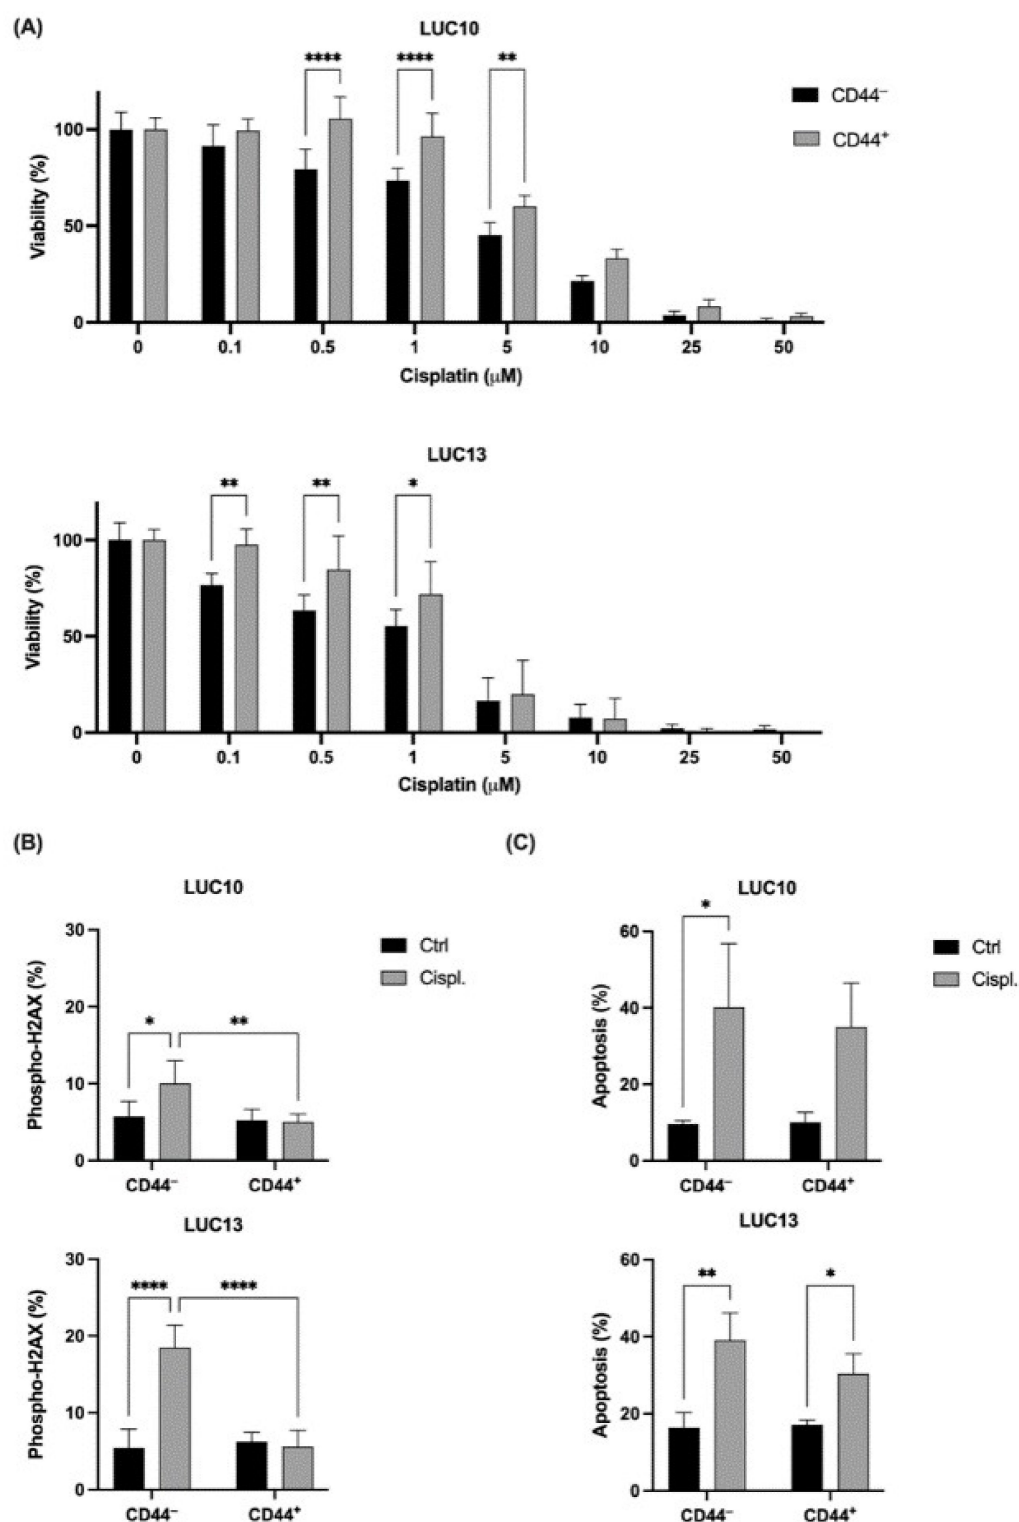 (A)
LUC10
**** **** **
CD44–
CD44+
Viability (%)
100
50
0
0 0.1 0.5 1 5 10 25 50
Cisplatin (μM)
LUC13
** ** *
Viability (%)
100
50
0
0 0.1 0.5 1 5 10 25 50
Cisplatin (μM)
(B)
LUC10
Phospho-H2AX (%)
30
20
10
0
* **
Ctrl
Cispl.
CD44– CD44+
LUC13
Phospho-H2AX (%)
30
20
10
0
**** ****
CD44– CD44+
(C)
LUC10
Apoptosis (%)
60
40
20
0
*
Ctrl
Cispl.
CD44– CD44+
LUC13
Apoptosis (%)
60
40
20
0
** *
CD44– CD44+